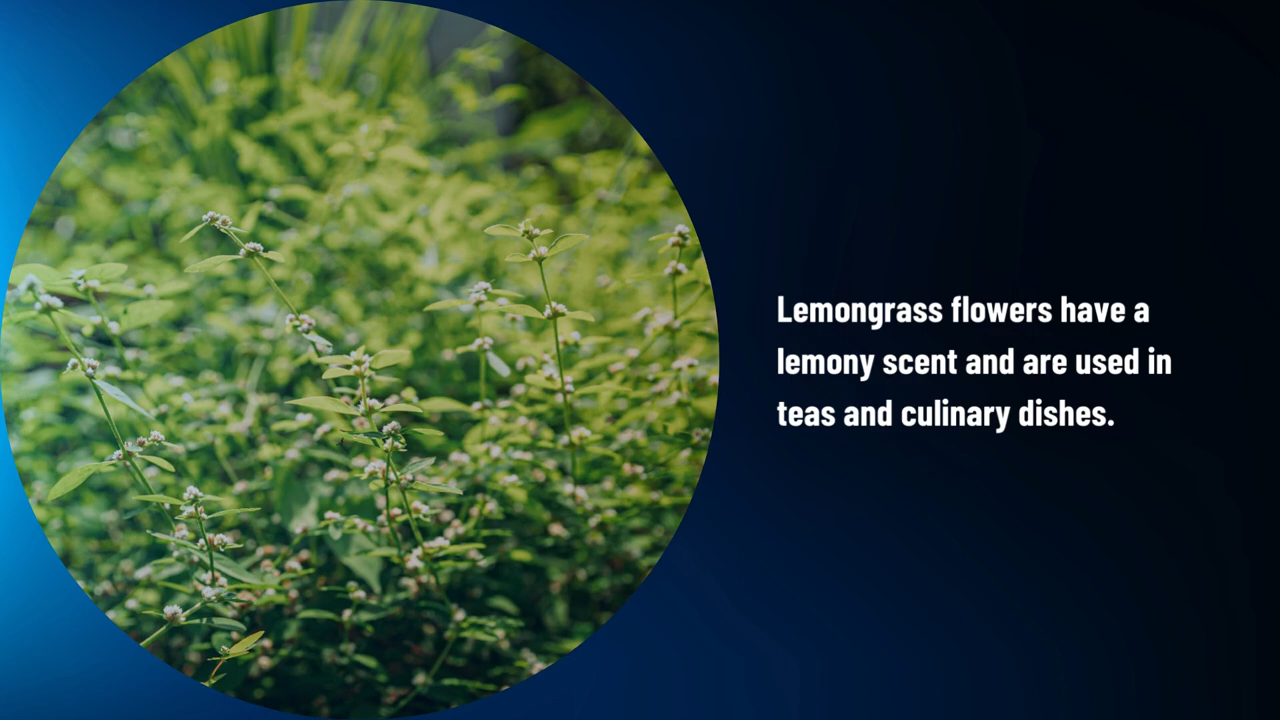 Lemongrass flowers have a
lemony scent and are used in
teas and culinary dishes.